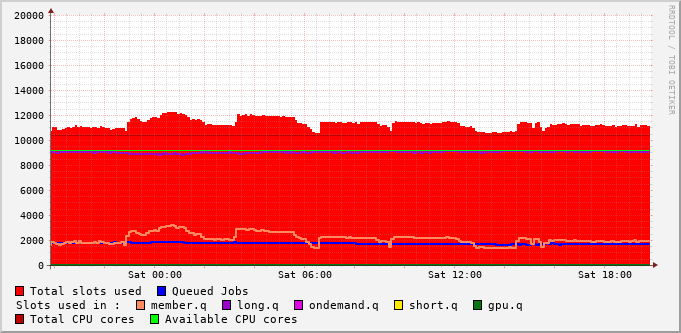 RRDTOOL / TOBI OETIKER
20000
18000
16000
14000
12000
10000
8000
6000
4000
2000
0
Sat 00:00 Sat 06:00 Sat 12:00 Sat 18:00
Total slots used Queued Jobs
Slots used in : member.q long.q ondemand.q short.q gpu.q
Total CPU cores Available CPU cores